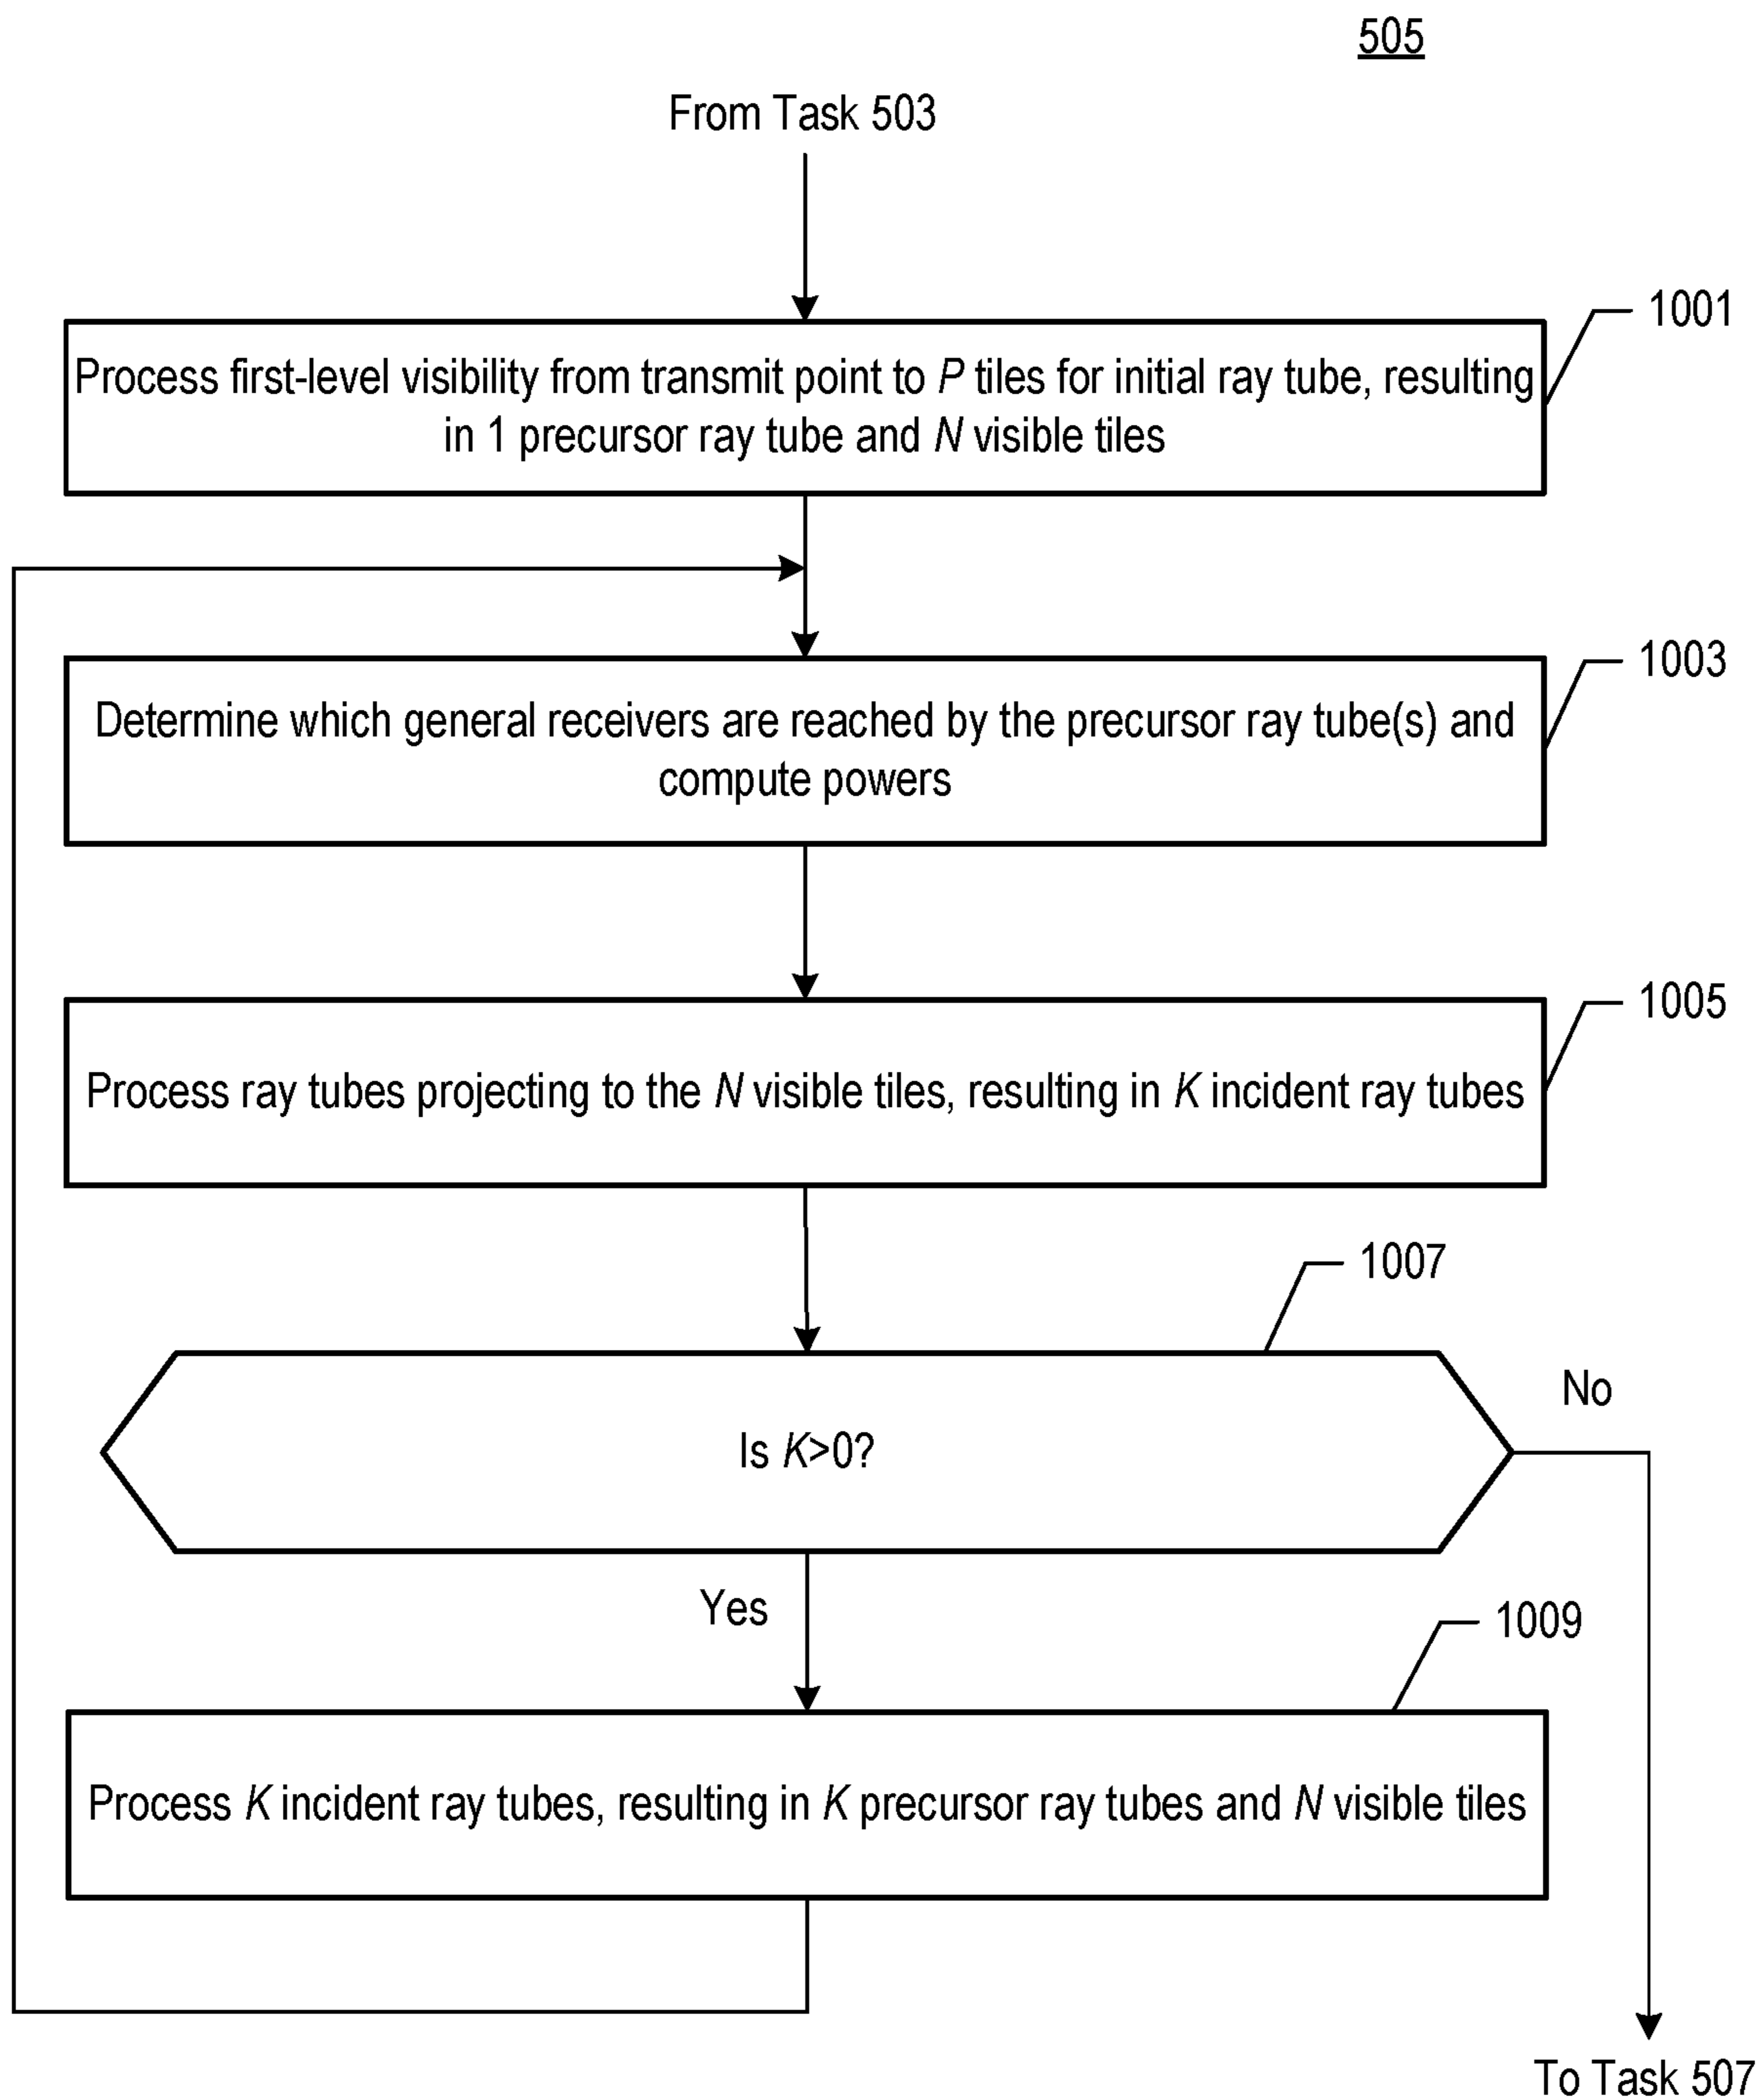 505
From Task 503
1001
Process first-level visibility from transmit point to P tiles for initial ray tube, resulting
in 1 precursor ray tube and N visible tiles
1003
Determine which general receivers are reached by the precursor ray tube(s) and
compute powers
1005
Process ray tubes projecting to the N visible tiles, resulting in K incident ray tubes
1007
Is K>0?
No
Yes
1009
Process K incident ray tubes, resulting in K precursor ray tubes and N visible tiles
To Task 507